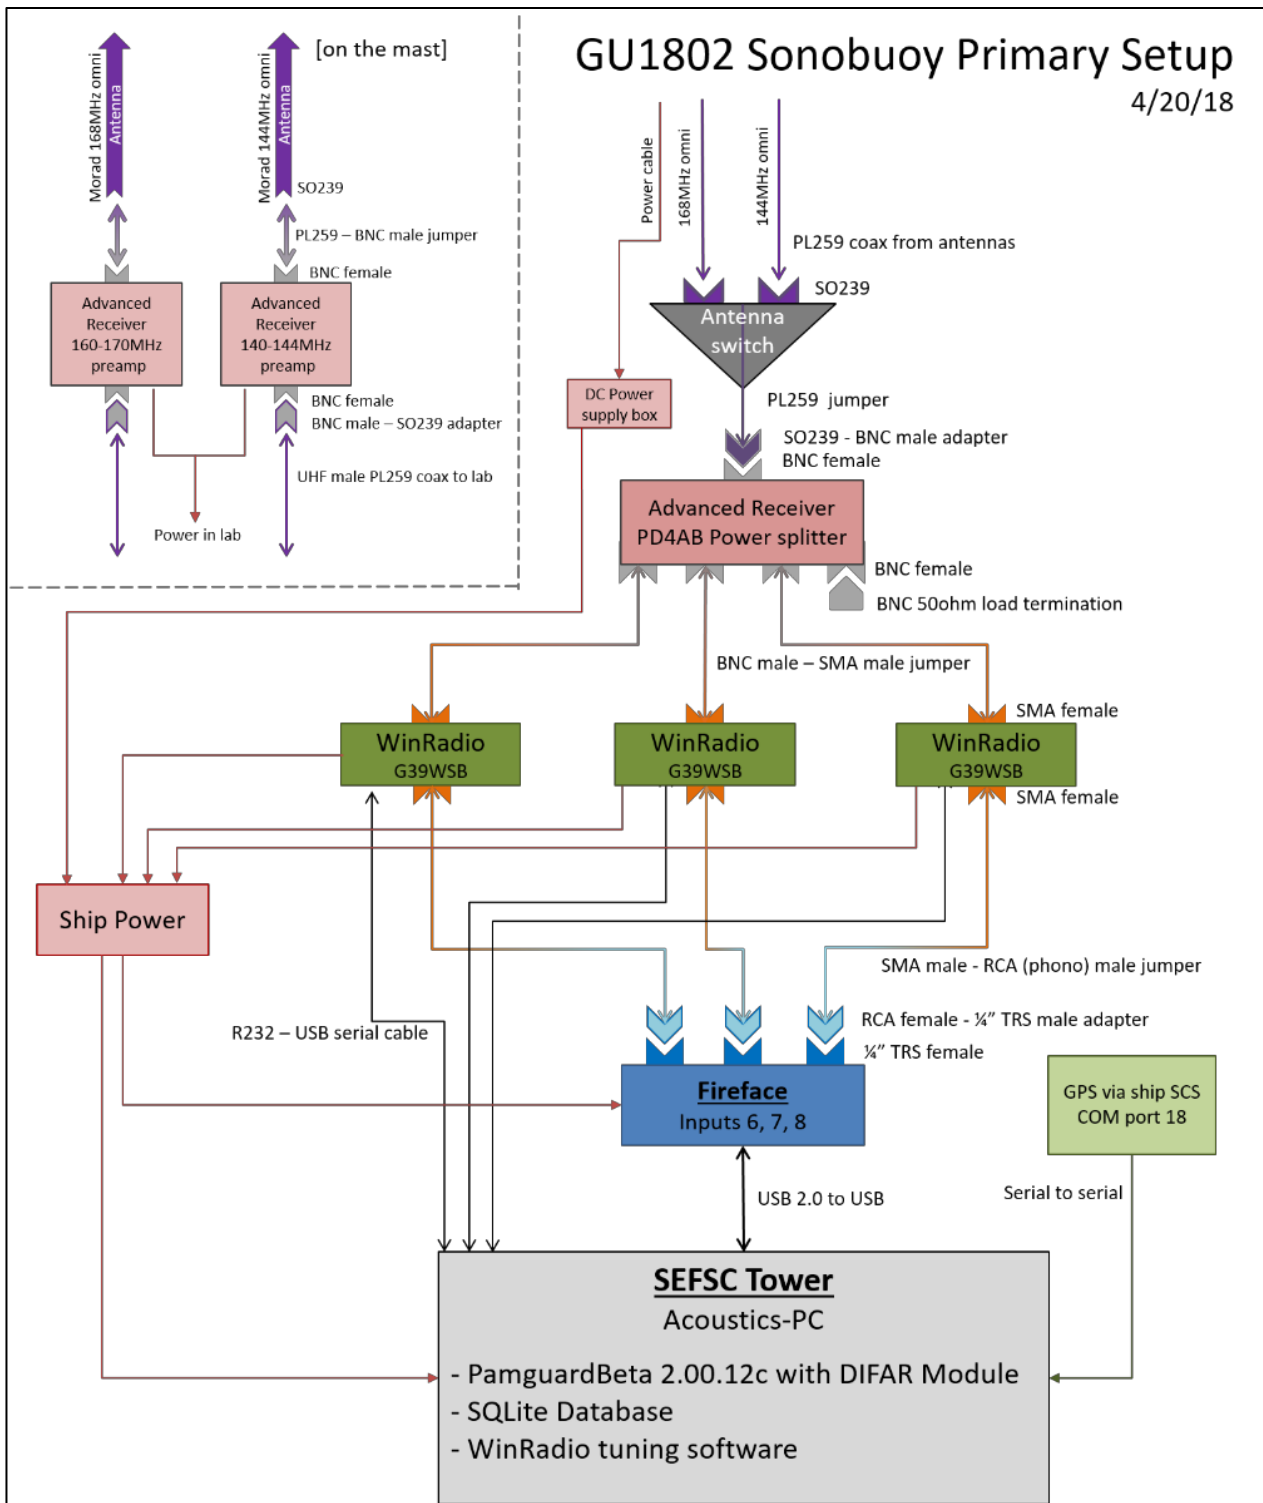 GU1802 Sonobuoy Primary Setup
4/20/18
[on the mast]
Morad 168MHz omni
Antenna
Morad 144MHz omni
Antenna
SO239
PL259 – BNC male jumper
BNC female
Advanced
Receiver
160-170MHz
preamp
Advanced
Receiver
140-144MHz
preamp
BNC female
BNC male – SO239 adapter
UHF male PL259 coax to lab
Power in lab
Power cable
168MHz omni
144MHz omni
PL259 coax from antennas
SO239
Antenna
switch
DC Power
supply box
PL259 jumper
SO239 - BNC male adapter
BNC female
Advanced Receiver
PD4AB Power splitter
BNC female
BNC 50ohm load termination
BNC male – SMA male jumper
SMA female
WinRadio
G39WSB
WinRadio
G39WSB
WinRadio
G39WSB
SMA female
Ship Power
SMA male - RCA (phono) male jumper
R232 – USB serial cable
RCA female - ¼” TRS male adapter
¼” TRS female
Fireface
Inputs 6, 7, 8
GPS via ship SCS
COM port 18
USB 2.0 to USB
Serial to serial
SEFSC Tower
Acoustics-PC
- PamguardBeta 2.00.12c with DIFAR Module
- SQLite Database
- WinRadio tuning software